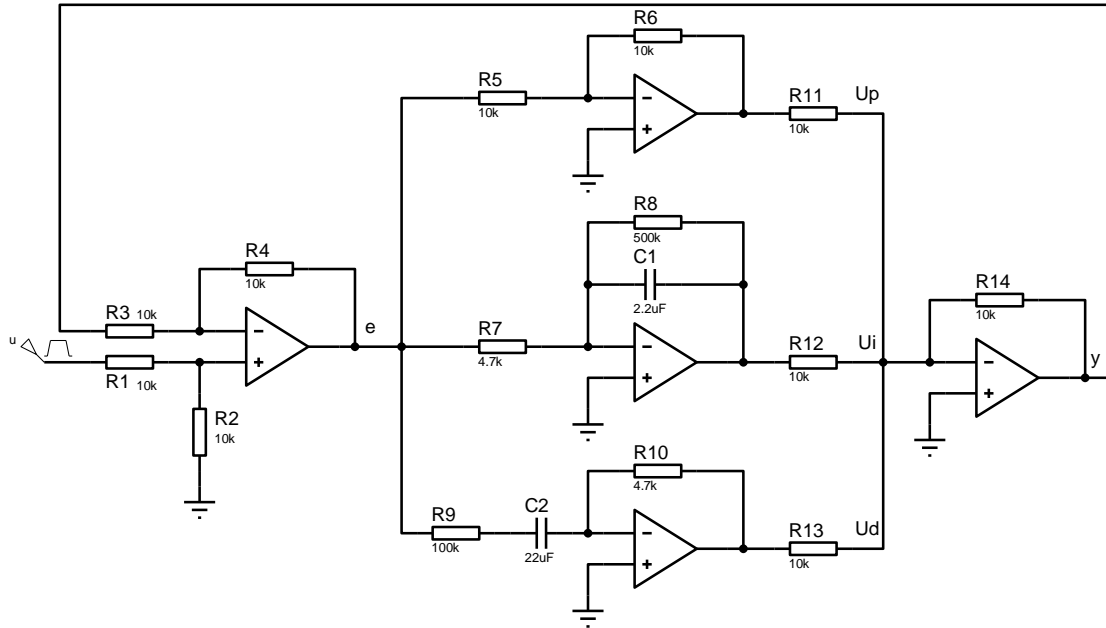 R6
10k
R5
10k
R11
10k
Up
R8
500k
C1
2.2uF
R4
10k
R14
10k
R3 10k
e
R7
4.7k
R12
10k
Ui
y
u
R1 10k
R2
10k
R10
4.7k
C2
22uF
R9
100k
R13
10k
Ud